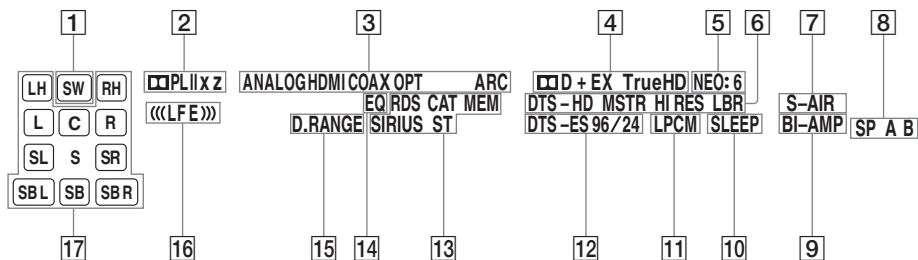 1 2 3 4 5 6 7 8
LH SW RH
L C R
SL S SR
SBL SB SBR
PLII x z
(((LFE)))
ANALOG HDMI COAX OPT ARC
EQ RDS CAT MEM
D.RANGE SIRIUS ST
D + EX TrueHD NEO: 6
DTS-HD MSTR HI RES LBR
DTS-ES 96/24 LPCM SLEEP
S-AIR
BI-AMP
SP A B
17 16 15 14 13 12 11 10 9